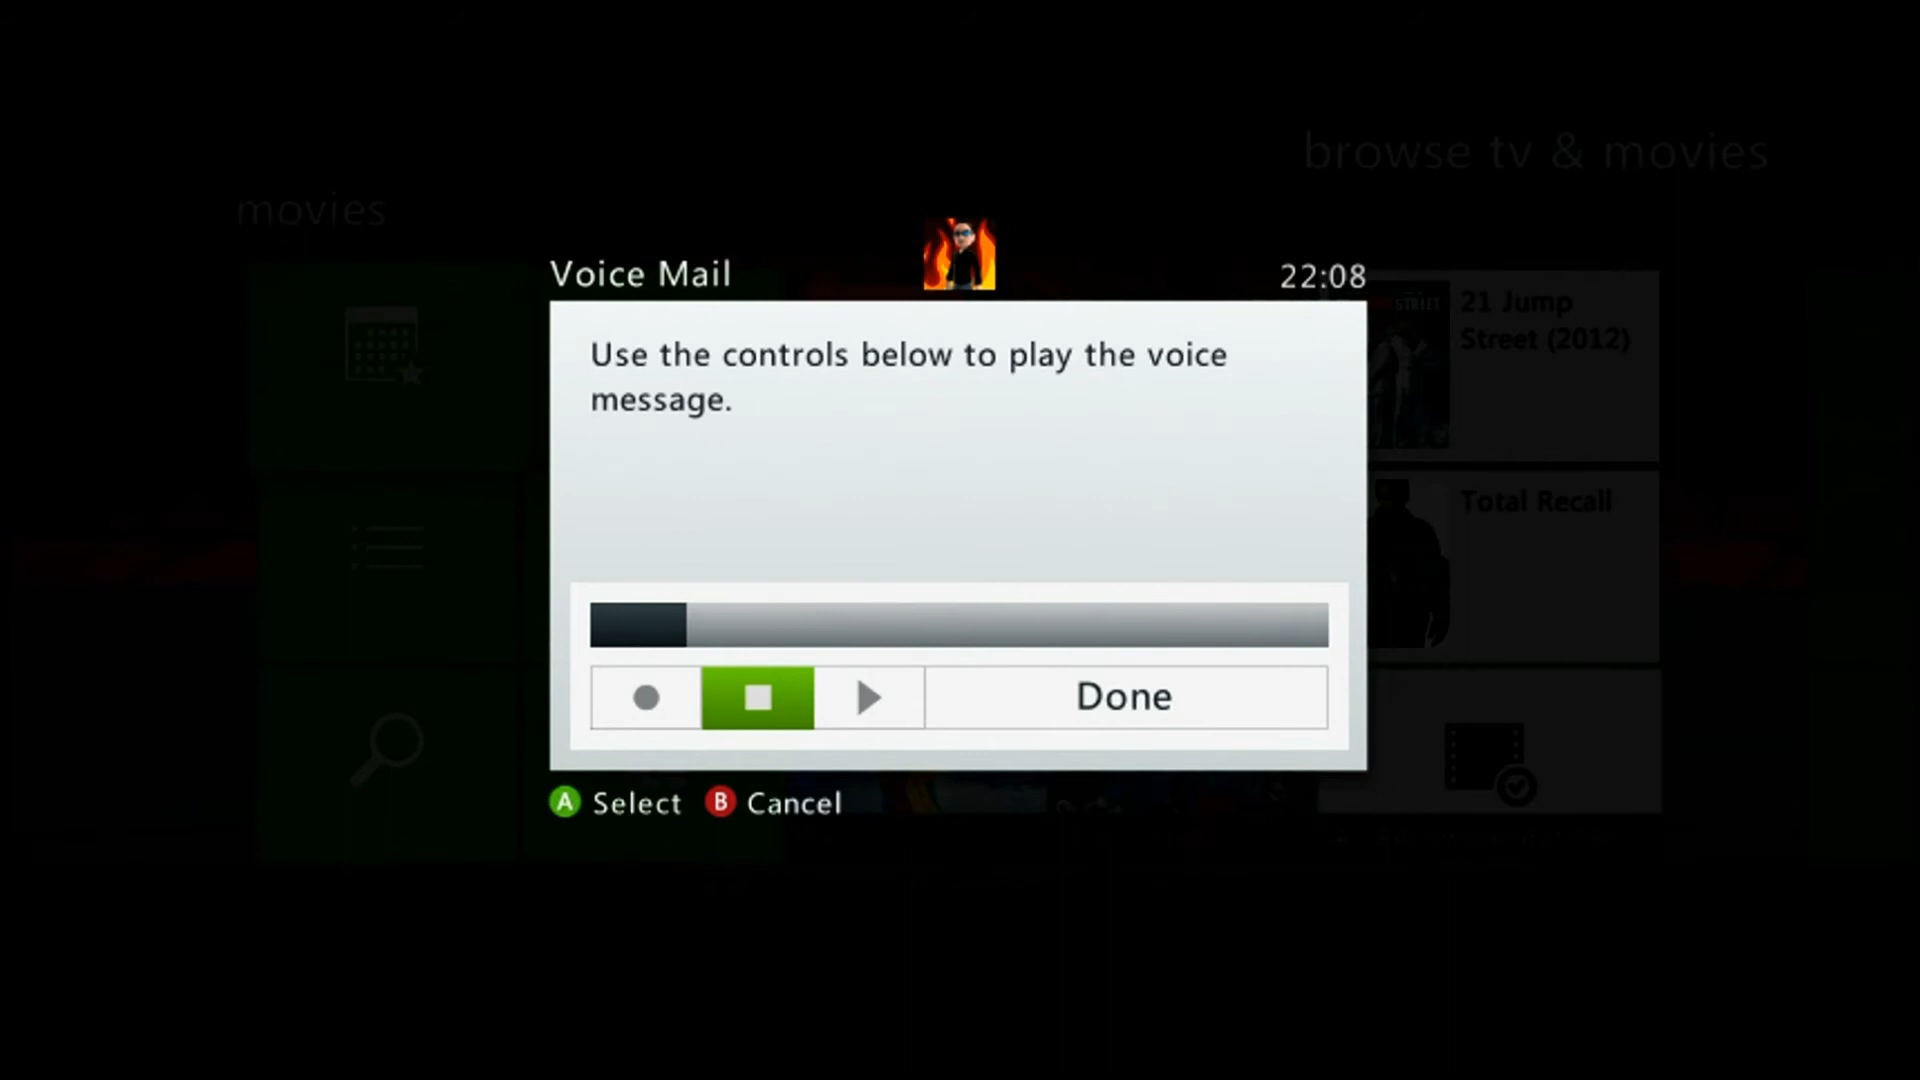 browse tv & movies
movies
Voice Mail
22:08
STREET
21 Jump
Street (2012)
Use the controls below to play the voice
message.
Total Recall
Done
A Select B Cancel